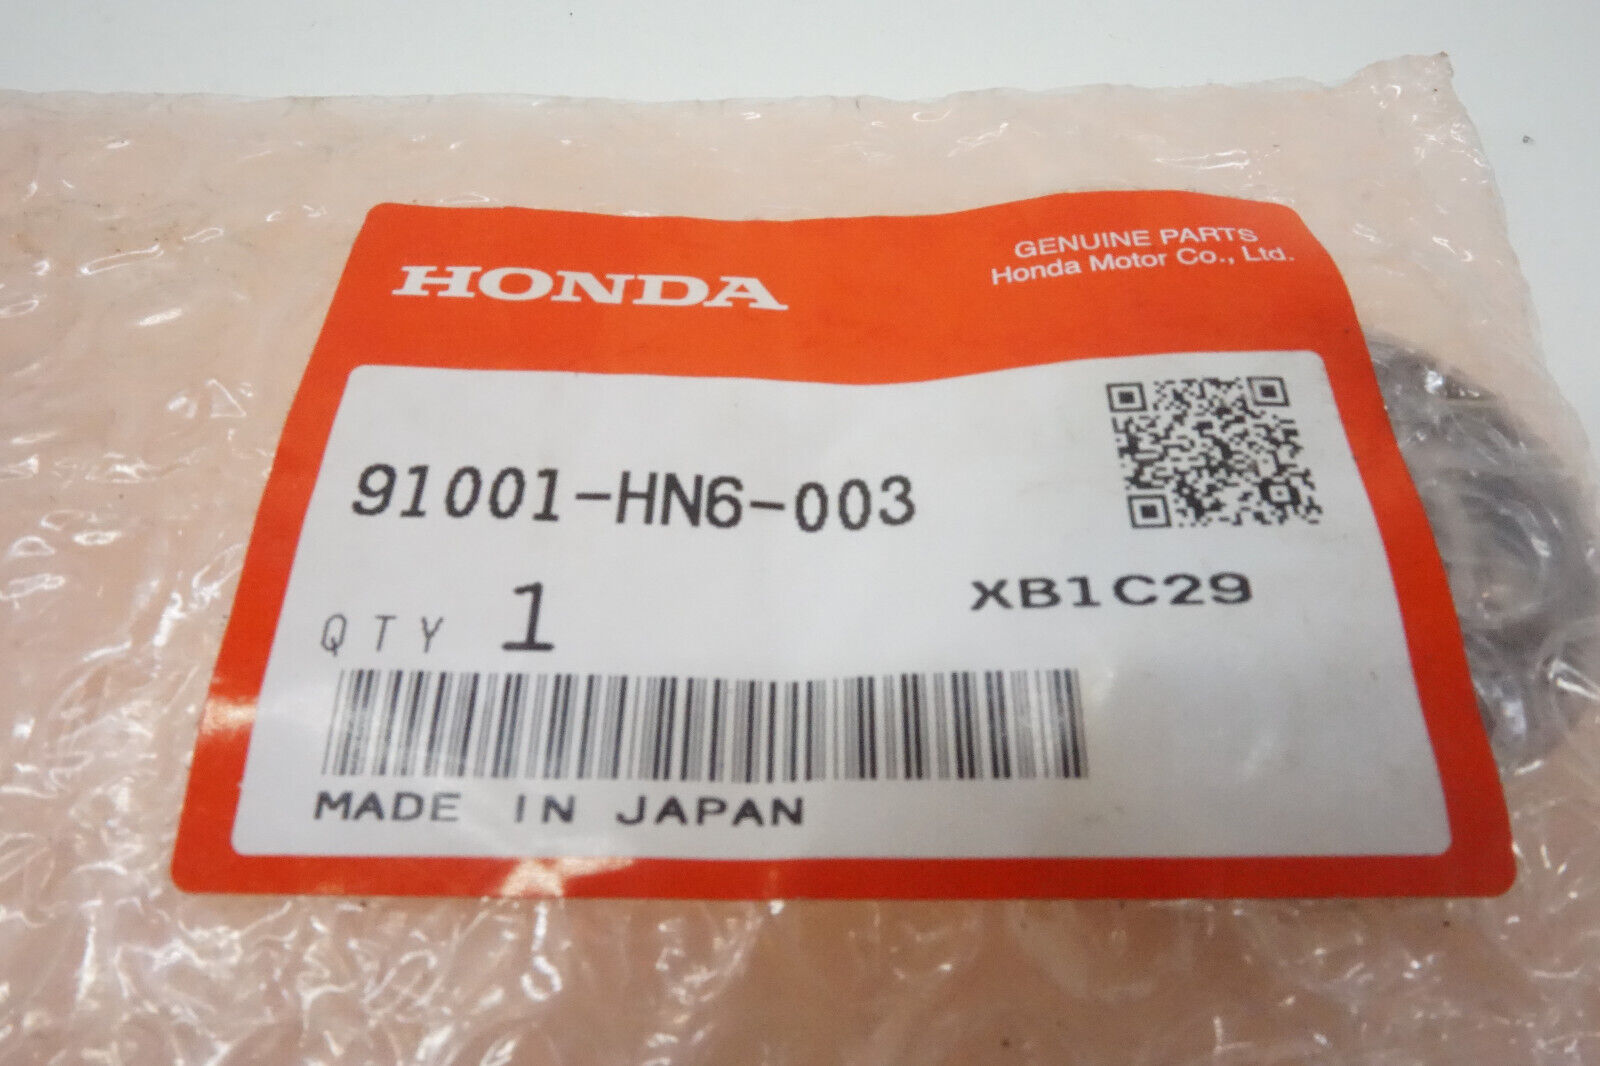 HONDA
GENUINE PARTS
Honda Motor Co., Ltd.
91001-HN6-003
QTY 1
XB1C29
MADE IN JAPAN